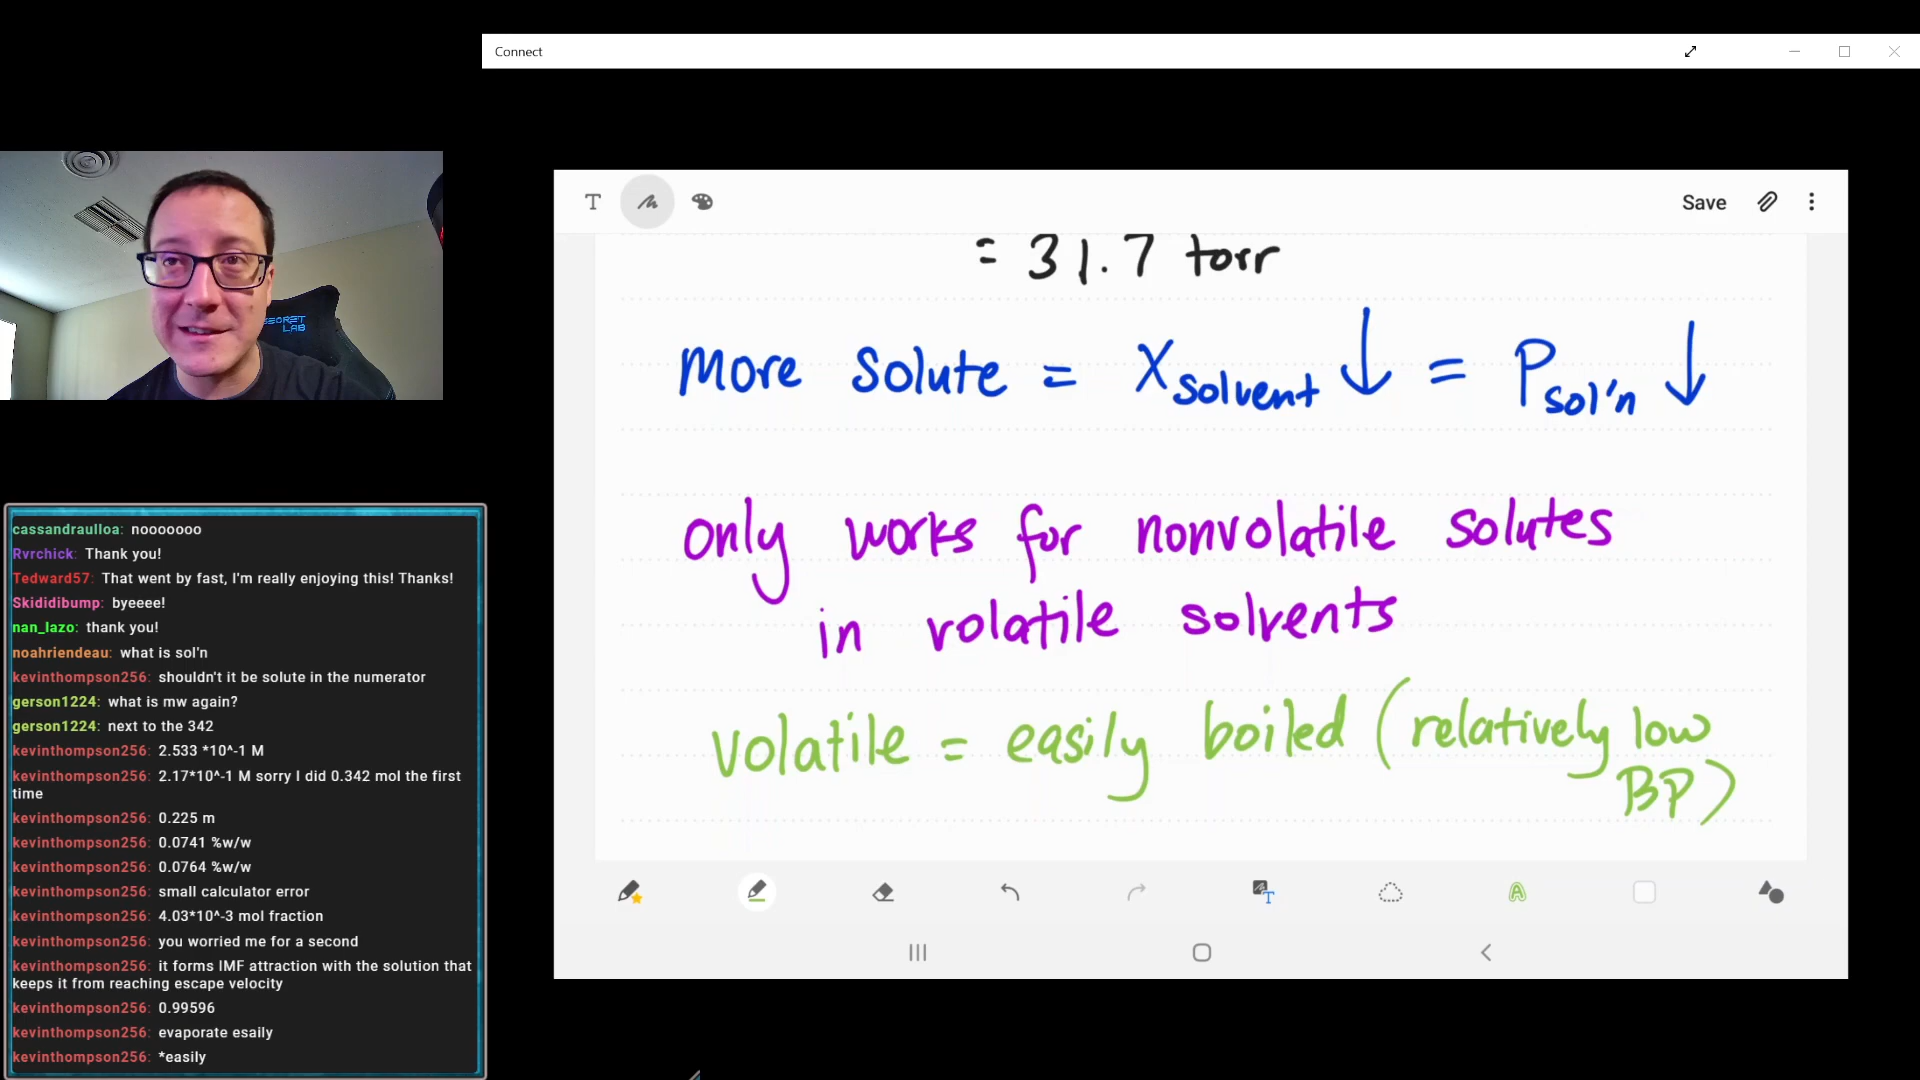 Connect
SECRET
LAB
T
Save
= 31.7 torr
More solute = Xsolvent ↓ = Psol'n ↓
only works for nonvolatile solutes
in volatile solvents
volatile = easily boiled (relatively low
BP)
cassandraulloa: nooooooo
Rvrchick: Thank you!
Tedward57: That went by fast, I'm really enjoying this! Thanks!
Skididibump: byeeee!
nan_lazo: thank you!
noahriendeau: what is sol'n
kevinthompson256: shouldn't it be solute in the numerator
gerson1224: what is mw again?
gerson1224: next to the 342
kevinthompson256: 2.533 *10^-1 M
kevinthompson256: 2.17*10^-1 M sorry I did 0.342 mol the first
time
kevinthompson256: 0.225 m
kevinthompson256: 0.0741 %w/w
kevinthompson256: 0.0764 %w/w
kevinthompson256: small calculator error
kevinthompson256: 4.03*10^-3 mol fraction
kevinthompson256: you worried me for a second
kevinthompson256: it forms IMF attraction with the solution that
keeps it from reaching escape velocity
kevinthompson256: 0.99596
kevinthompson256: evaporate esaily
kevinthompson256: *easily